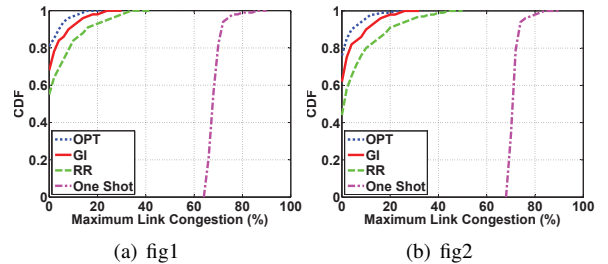 1
0.8
0.6
0.4
0.2
0
CDF
OPT
GI
RR
One Shot
0 20 40 60 80 100
Maximum Link Congestion (%)
(a) fig1
1
0.8
0.6
0.4
0.2
0
CDF
OPT
GI
RR
One Shot
0 20 40 60 80 100
Maximum Link Congestion (%)
(b) fig2